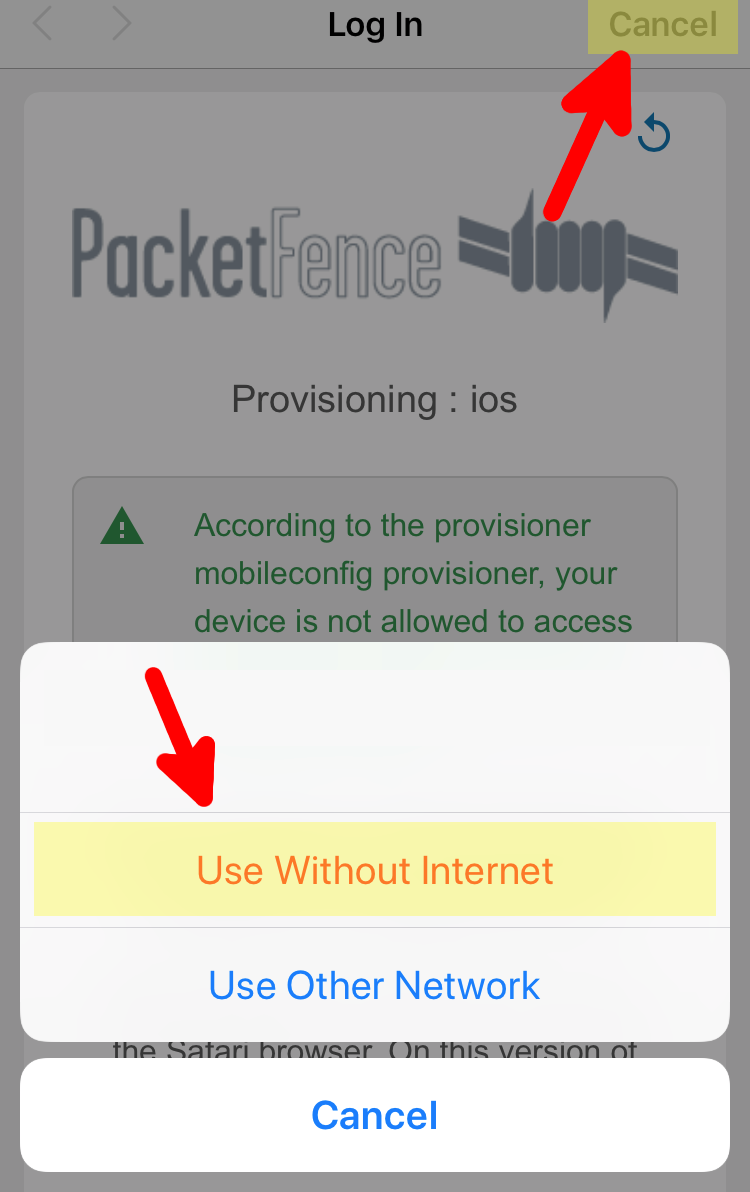 Log In
Cancel
PacketFence
Provisioning : ios
According to the provisioner
mobileconfig provisioner, your
device is not allowed to access
Use Without Internet
Use Other Network
the Safari browser. On this version of
Cancel